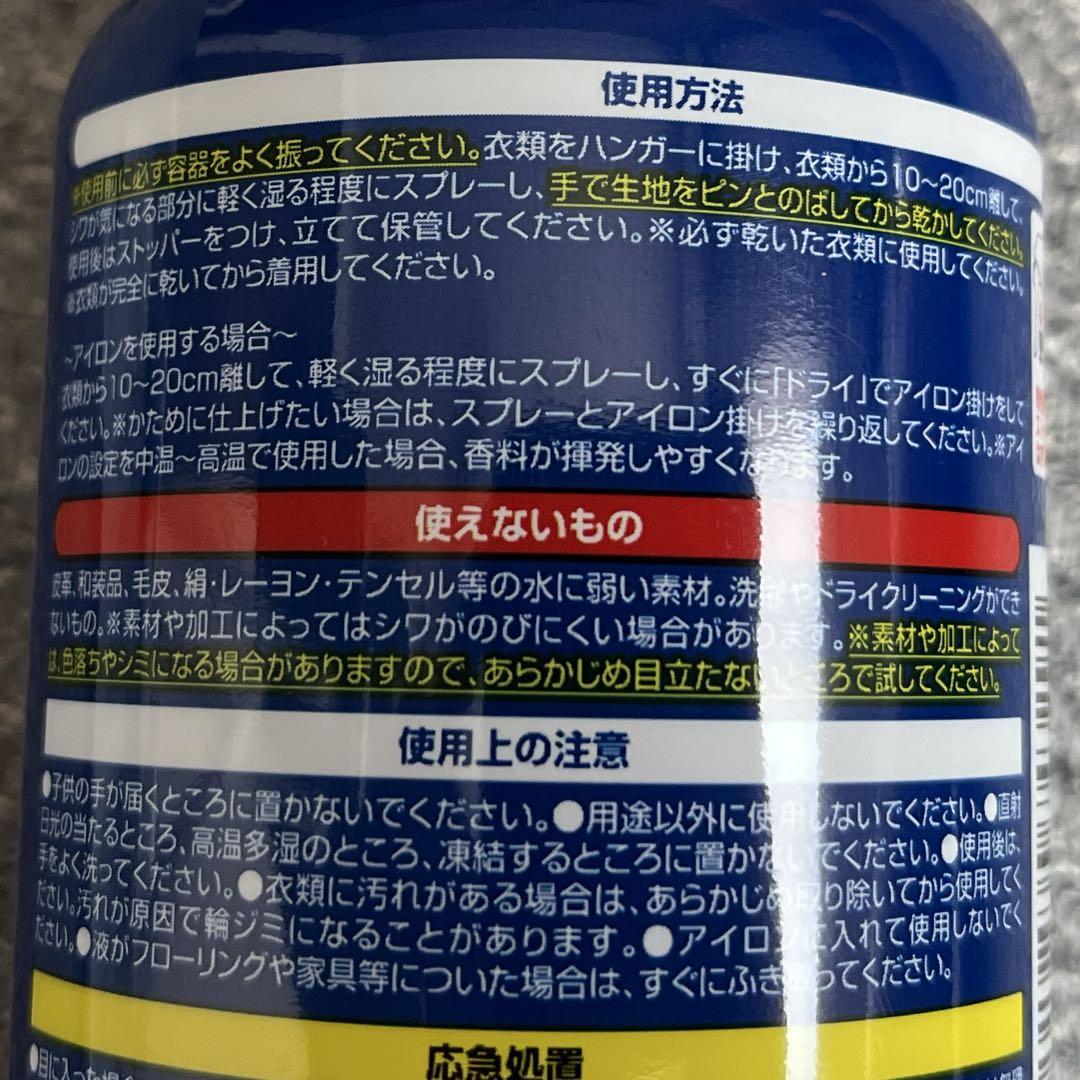 使用方法
※使用前に必ず容器をよく振ってください。衣類をハンガーに掛け、衣類から10〜20cm離して、
シワが気になる部分に軽く湿る程度にスプレーし、手で生地をピンとのばしてから乾かしてください。
使用後はストッパーをつけ、立てて保管してください。※必ず乾いた衣類に使用してください。
※衣類が完全に乾いてから着用してください。
〜アイロンを使用する場合〜
衣類から10〜20cm離して、軽く湿る程度にスプレーし、すぐに「ドライ」でアイロン掛けをして
ください。※かために仕上げたい場合は、スプレーとアイロン掛けを繰り返してください。※アイ
ロンの設定を中温〜高温で使用した場合、香料が揮発しやすくなります。
使えないもの
皮革、和装品、毛皮、絹・レーヨン・テンセル等の水に弱い素材。洗濯やドライクリーニングができ
ないもの。※素材や加工によってはシワがのびにくい場合があります。※素材や加工によって
は、色落ちやシミになる場合がありますので、あらかじめ目立たないところで試してください。
使用上の注意
●子供の手が届くところに置かないでください。●用途以外に使用しないでください。●直射
日光の当たるところ、高温多湿のところ、凍結するところに置かないでください。●使用後は、
手をよく洗ってください。●衣類に汚れがある場合は、あらかじめ取り除いてから使用してく
ださい。汚れが原因で輪ジミになることがあります。●アイロンに入れて使用しないでく
ださい。●液がフローリングや家具等についた場合は、すぐにふきとってください。
応急処置
●目に入った場合